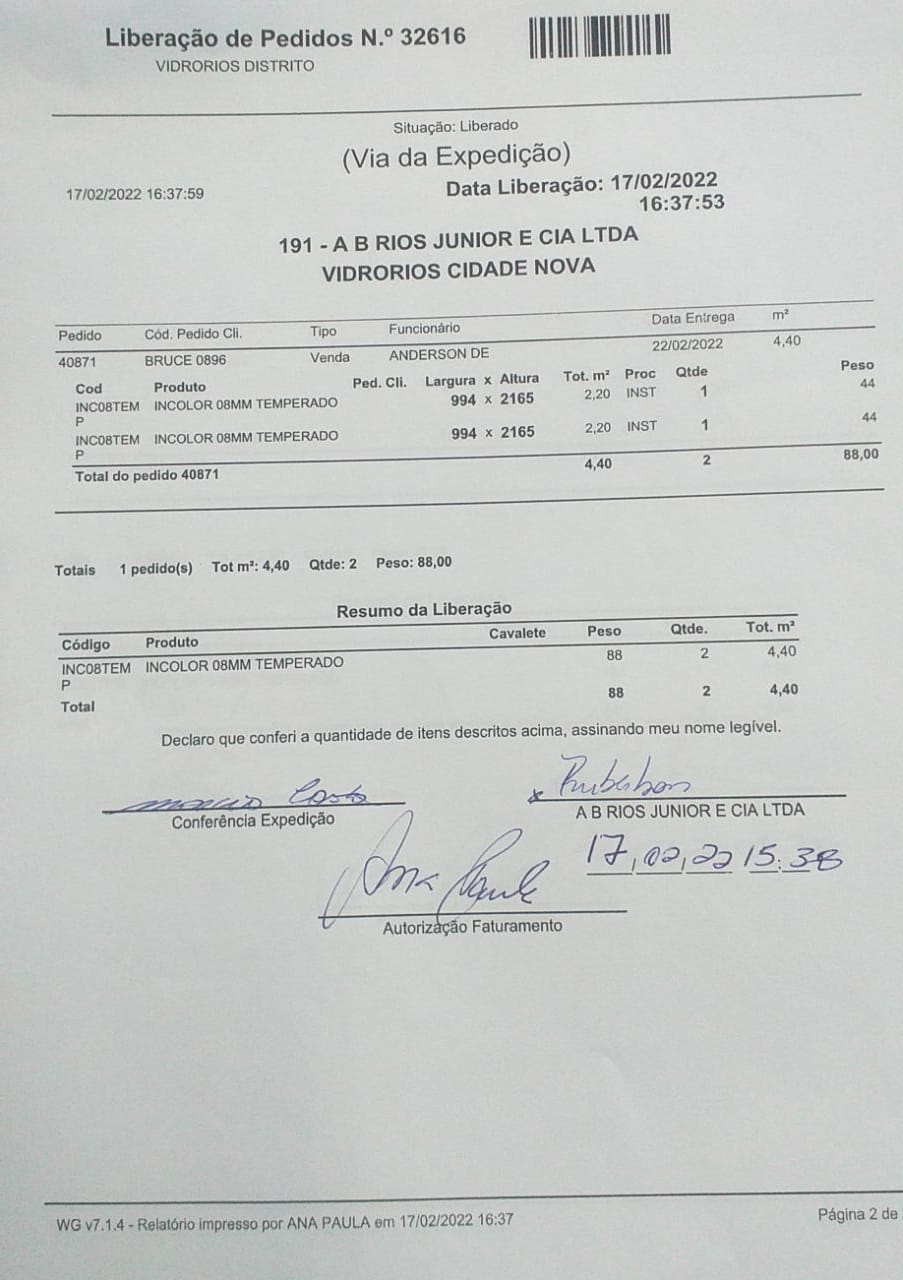 Liberação de Pedidos N.º 32616
VIDRORIOS DISTRITO
Situação: Liberado
(Via da Expedição)
17/02/2022 16:37:59
Data Liberação: 17/02/2022
16:37:53
191 - A B RIOS JUNIOR E CIA LTDA
VIDRORIOS CIDADE NOVA
Pedido Cód. Pedido Cli. Tipo Funcionário Data Entrega m²
40871 BRUCE 0896 Venda ANDERSON DE 22/02/2022 4,40
Cod Produto Ped. Cli. Largura x Altura Tot. m² Proc Qtde Peso
INC08TEM INCOLOR 08MM TEMPERADO 994 x 2165 2,20 INST 1 44
P
INC08TEM INCOLOR 08MM TEMPERADO 994 x 2165 2,20 INST 1 44
P
Total do pedido 40871 4,40 2 88,00
Totais 1 pedido(s) Tot m²: 4,40 Qtde: 2 Peso: 88,00
Resumo da Liberação
Código Produto Cavalete Peso Qtde. Tot. m²
INC08TEM INCOLOR 08MM TEMPERADO 88 2 4,40
P
Total 88 2 4,40
Declaro que conferi a quantidade de itens descritos acima, assinando meu nome legível.
Costa
Conferência Expedição
A B RIOS JUNIOR E CIA LTDA
17,02,22 15:38
Ana Paula
Autorização Faturamento
WG v7.1.4 - Relatório impresso por ANA PAULA em 17/02/2022 16:37
Página 2 de